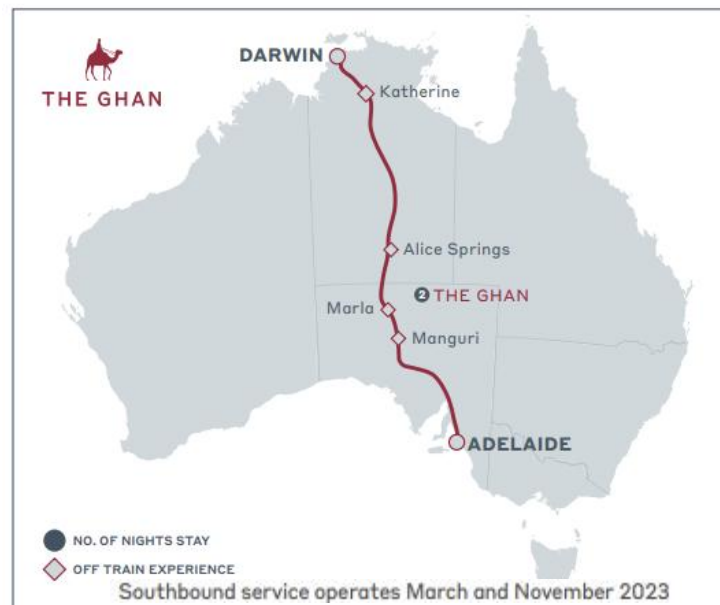 DARWIN
THE GHAN
Katherine
Alice Springs
2 THE GHAN
Marla
Manguri
ADELAIDE
NO. OF NIGHTS STAY
OFF TRAIN EXPERIENCE
Southbound service operates March and November 2023